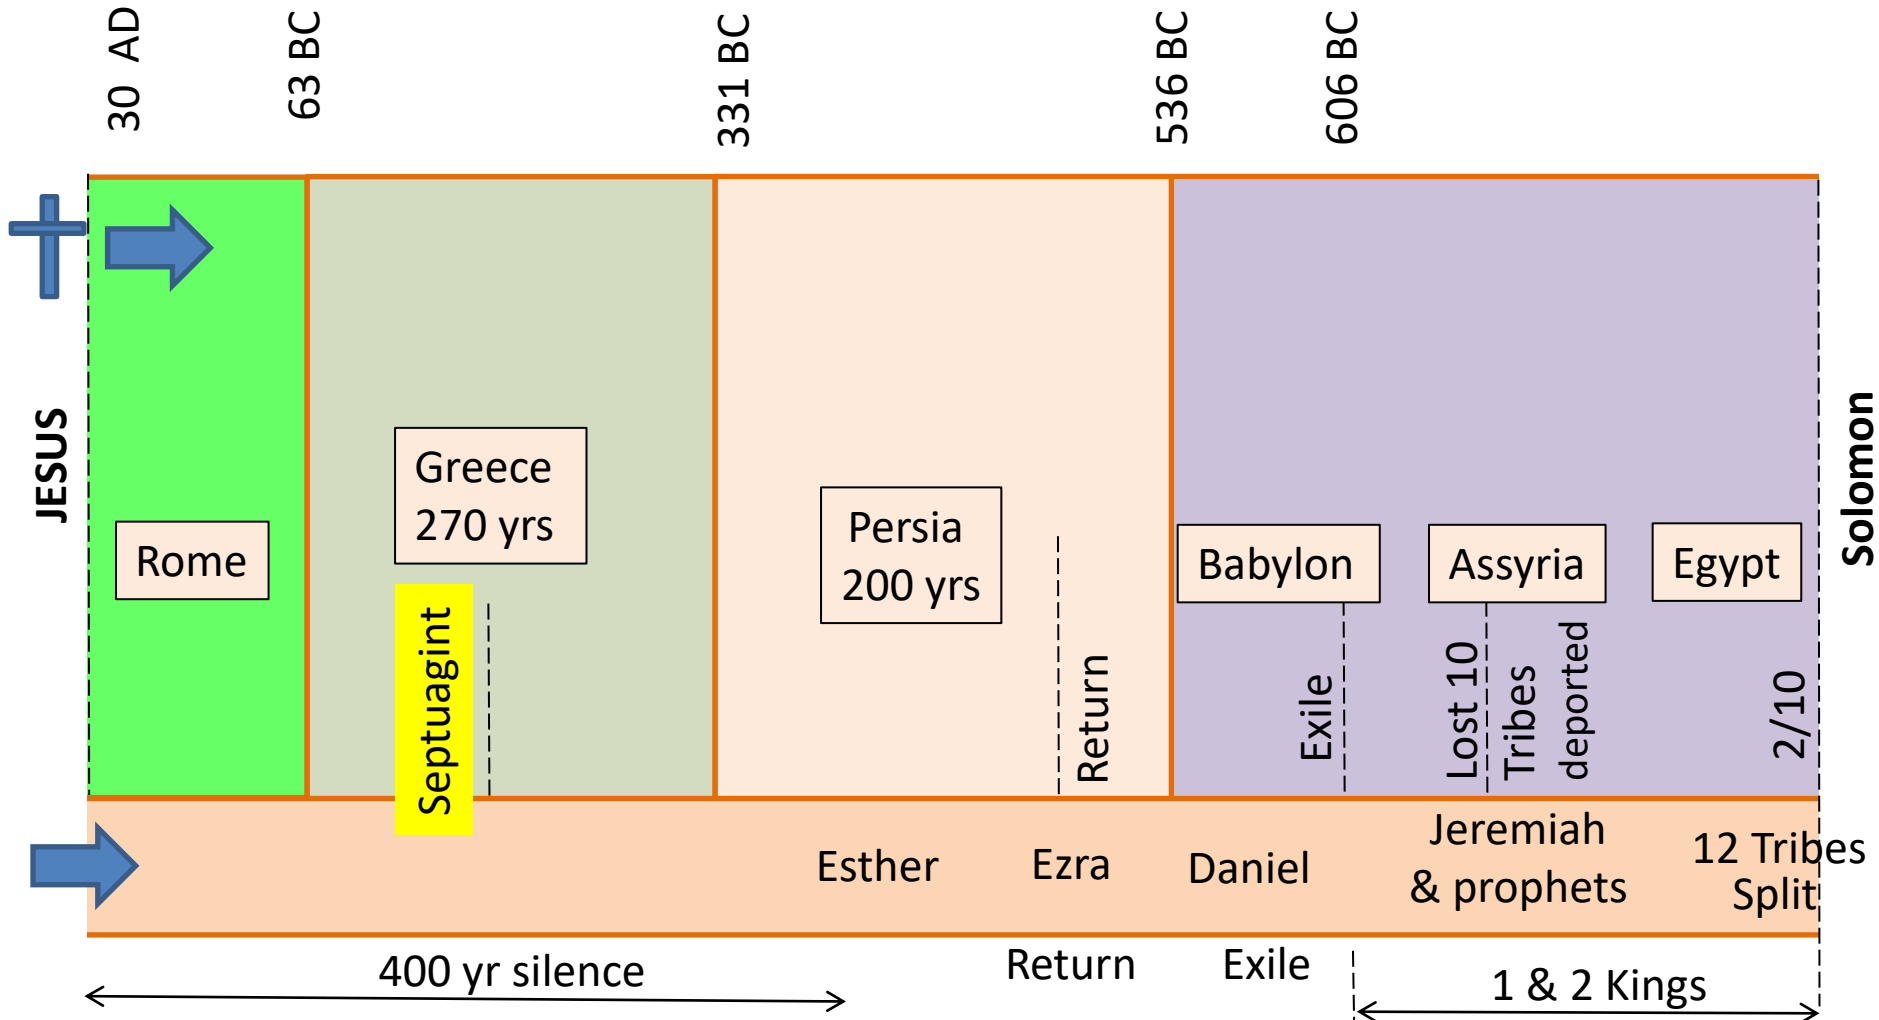 30 AD
63 BC
331 BC
536 BC
606 BC
JESUS
Solomon
Rome
Greece
270 yrs
Persia
200 yrs
Babylon
Assyria
Egypt
Septuagint
Return
Exile
Lost 10
Tribes
deported
2/10
Esther
Ezra
Daniel
Jeremiah
& prophets
12 Tribes
Split
400 yr silence
Return
Exile
1 & 2 Kings